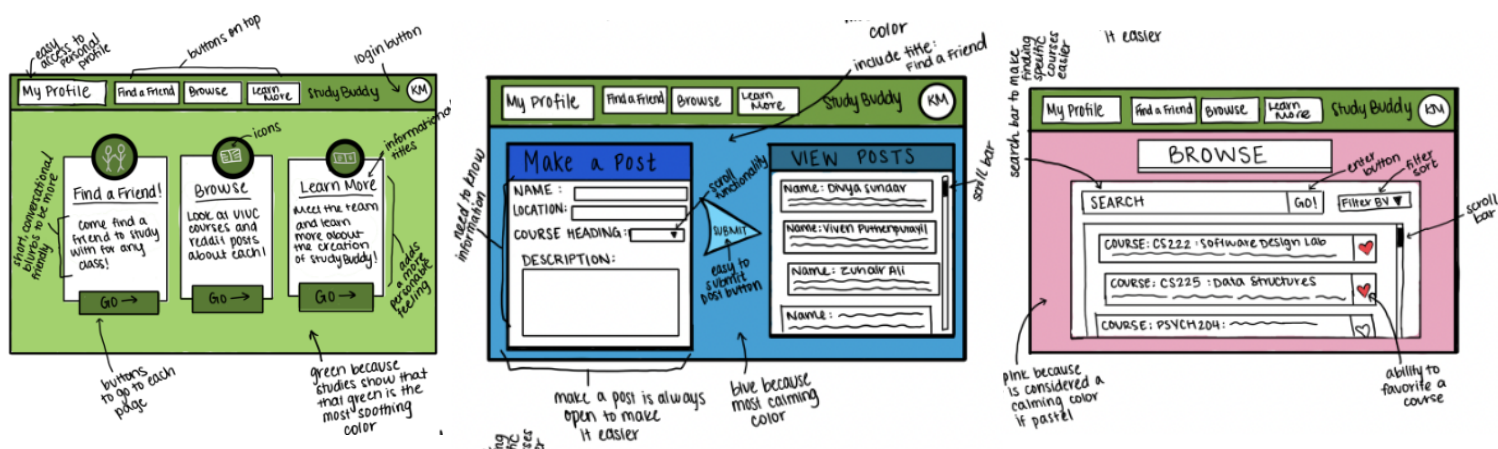 easy
access to
personal
profile
buttons on top
login button
My Profile
Find a Friend
Browse
Learn
More
StudyBuddy
KM
icons
informational
titles
short, conversational
blurbs to be more
friendly
Find a Friend!
come find a
friend to study
with for any
class!
GO →
Browse
Look at UIUC
courses and
reddit posts
about each!
GO →
Learn More
Meet the team
and learn
more about
the creation
of StudyBuddy!
GO →
adds
a more
personable
feeling
buttons
to go to each
page
green because
studies show that
that green is the
most soothing
color
color
include title:
Find a Friend
My Profile
Find a Friend
Browse
Learn
More
StudyBuddy
KM
need to know
information
Make a Post
NAME:
LOCATION:
COURSE HEADING:
DESCRIPTION:
scroll
functionality
SUBMIT
easy to
submit
post button
VIEW POSTS
Name: Divya Sundar
Name: Viven Puthenpurayil
Name: Zunair Ali
Name:
scroll bar
make a post is always
open to make
it easier
blue because
most calming
color
it easier
search bar to make
finding
specific
courses
easier
My Profile
Find a Friend
Browse
Learn
More
StudyBuddy
KM
BROWSE
enter
button
filter
sort
SEARCH
GO!
Filter BY ▼
scroll
bar
COURSE: CS222: Software Design Lab
COURSE: CS225: Data Structures
COURSE: PSYCH204:
pink because
is considered a
calming color
if pastel
ability to
favorite a
course